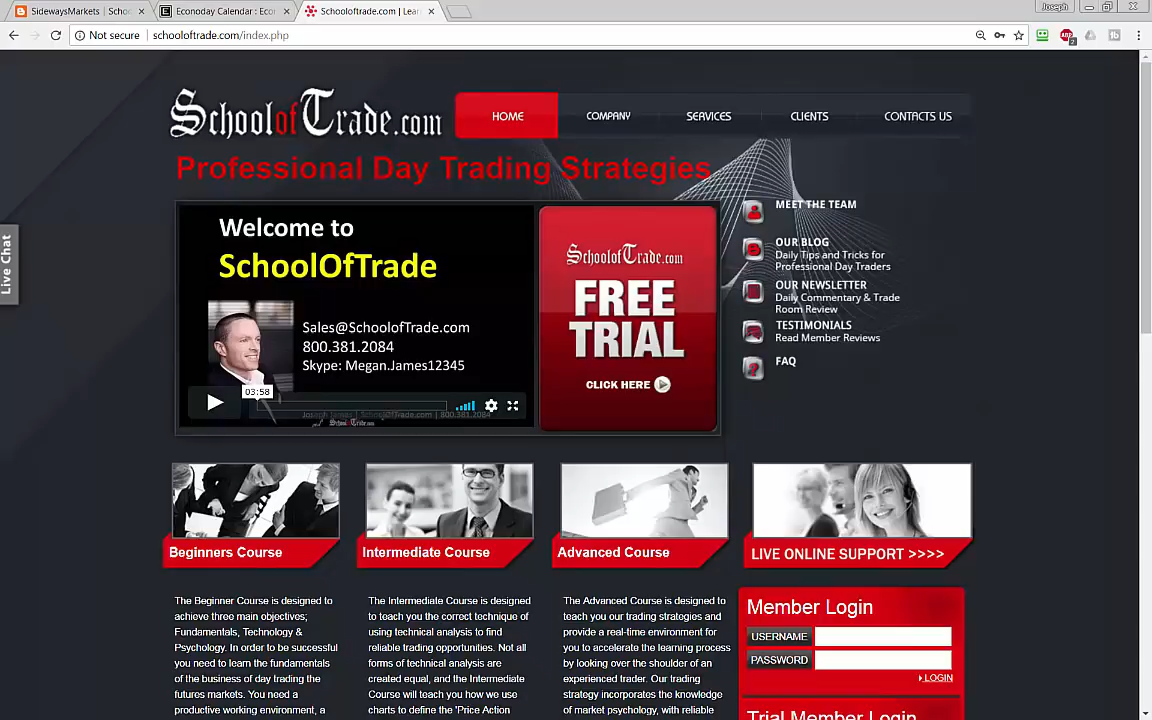 SidewaysMarkets | Schoo
Econoday Calendar : Econ
Schooloftrade.com | Lear
Joseph
Not secure
schooloftrade.com/index.php
SchoolofTrade.com
HOME
COMPANY
SERVICES
CLIENTS
CONTACTS US
Professional Day Trading Strategies
Live Chat
Welcome to
SchoolOfTrade
Sales@SchoolofTrade.com
800.381.2084
Skype: Megan.James12345
03:58
Joseph James | SchoolOfTrade | 800.381.2084
SchoolofTrade.com
SchoolofTrade.com
FREE
TRIAL
CLICK HERE
MEET THE TEAM
OUR BLOG
Daily Tips and Tricks for
Professional Day Traders
OUR NEWSLETTER
Daily Commentary & Trade
Room Review
TESTIMONIALS
Read Member Reviews
FAQ
Beginners Course
The Beginner Course is designed to
achieve three main objectives;
Fundamentals, Technology &
Psychology. In order to be successful
you need to learn the fundamentals
of the business of day trading the
futures markets. You need a
productive working environment, a
Intermediate Course
The Intermediate Course is designed
to teach you the correct technique of
using technical analysis to find
reliable trading opportunities. Not all
forms of technical analysis are
created equal, and the Intermediate
Course will teach you how we use
charts to define the 'Price Action
Advanced Course
The Advanced Course is designed to
teach you our trading strategies and
provide a real-time environment for
you to accelerate the learning process
by looking over the shoulder of an
experienced trader. Our trading
strategy incorporates the knowledge
of market psychology, with reliable
LIVE ONLINE SUPPORT >>>>
Member Login
USERNAME
PASSWORD
LOGIN
Trial Member Login